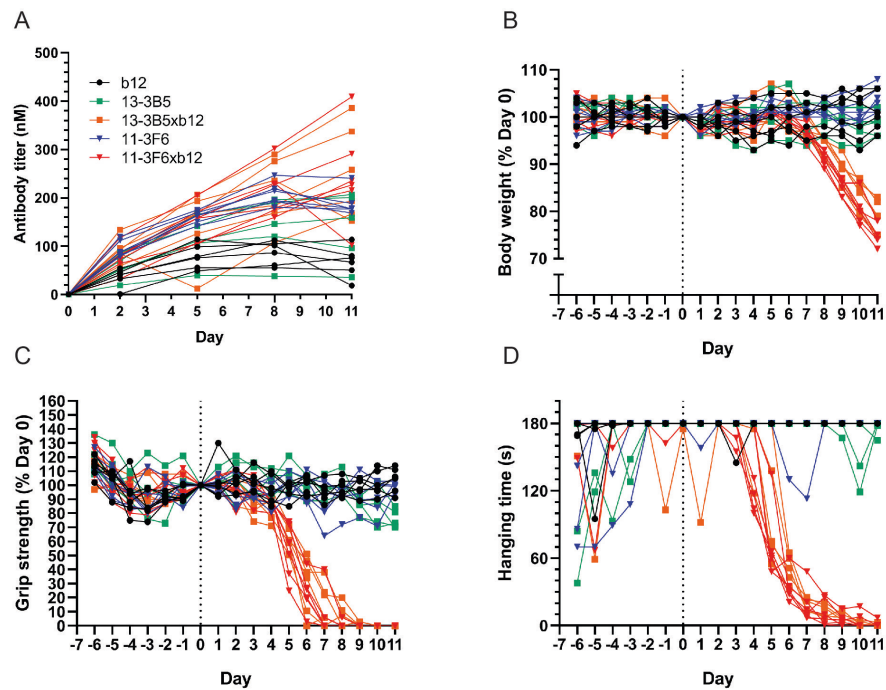 A
Antibody titer (nM)
500
400
300
200
100
0
b12
13-3B5
13-3B5xb12
11-3F6
11-3F6xb12
0 1 2 3 4 5 6 7 8 9 10 11
Day
B
Body weight (% Day 0)
110
100
90
80
70
-7 -6 -5 -4 -3 -2 -1 0 1 2 3 4 5 6 7 8 9 10 11
Day
C
Grip strength (% Day 0)
160
150
140
130
120
110
100
90
80
70
60
50
40
30
20
10
0
-7 -6 -5 -4 -3 -2 -1 0 1 2 3 4 5 6 7 8 9 10 11
Day
D
Hanging time (s)
180
120
60
0
-7 -6 -5 -4 -3 -2 -1 0 1 2 3 4 5 6 7 8 9 10 11
Day